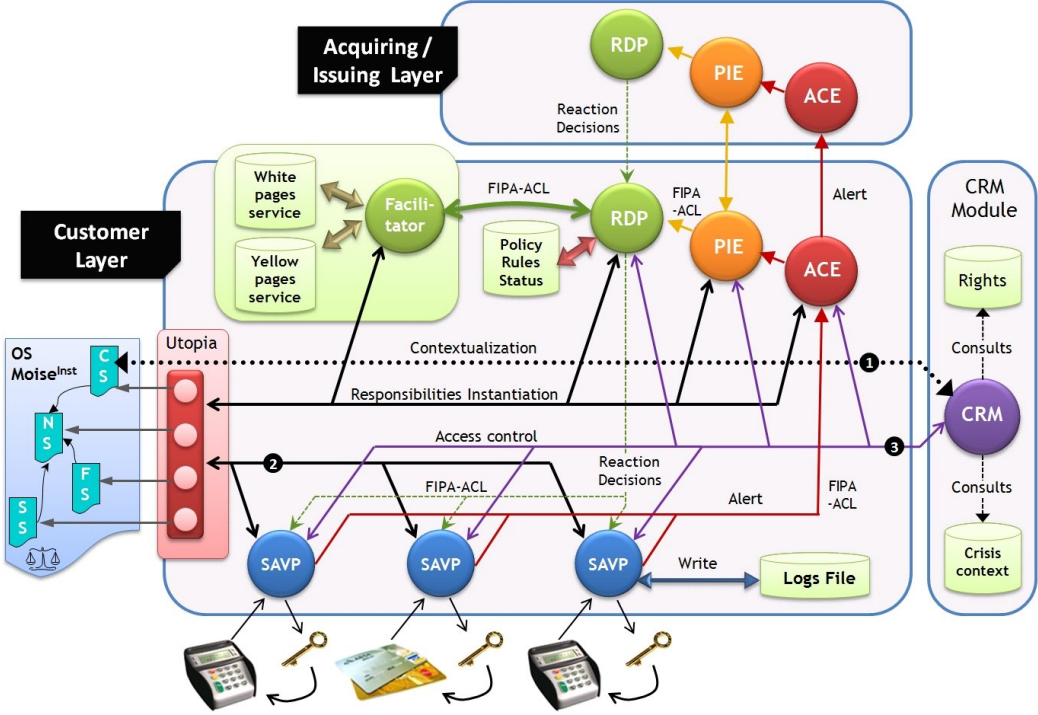 Acquiring /
Issuing Layer
RDP
PIE
ACE
Reaction
Decisions
White
pages
service
Yellow
pages
service
Facili-
tator
FIPA-ACL
RDP
FIPA
-ACL
PIE
Alert
ACE
Policy
Rules
Status
Customer
Layer
CRM
Module
Rights
Consults
CRM
Consults
Crisis
context
OS
Moise^Inst
C
S
N
S
F
S
S
S
Utopia
Contextualization
1
Responsibilities Instantiation
Access control
3
2
Reaction
Decisions
FIPA-ACL
Alert
FIPA
-ACL
SAVP
SAVP
SAVP
Write
Logs File